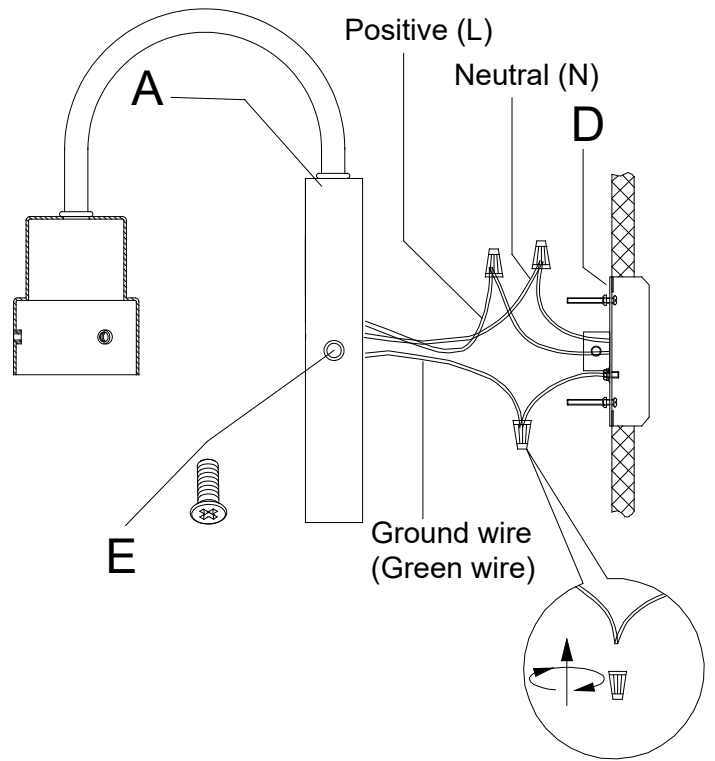 Positive (L)
Neutral (N)
A
D
E
Ground wire
(Green wire)